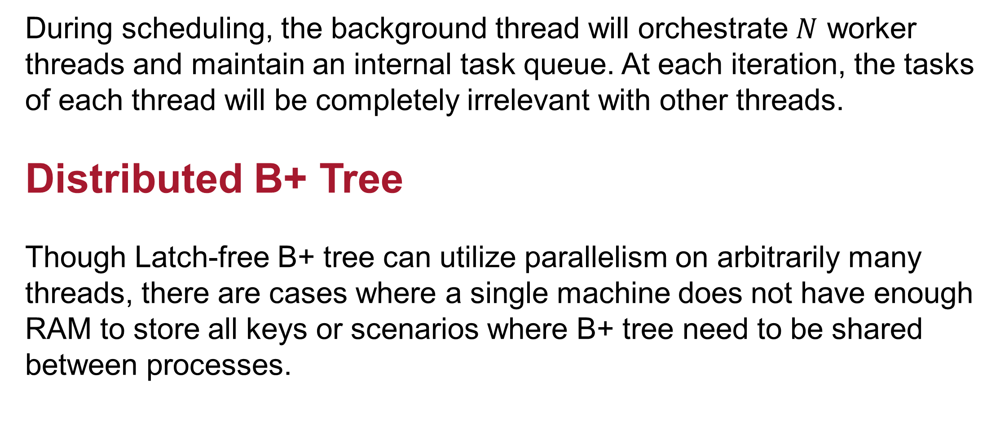 During scheduling, the background thread will orchestrate N worker
threads and maintain an internal task queue. At each iteration, the tasks
of each thread will be completely irrelevant with other threads.
Distributed B+ Tree
Though Latch-free B+ tree can utilize parallelism on arbitrarily many
threads, there are cases where a single machine does not have enough
RAM to store all keys or scenarios where B+ tree need to be shared
between processes.